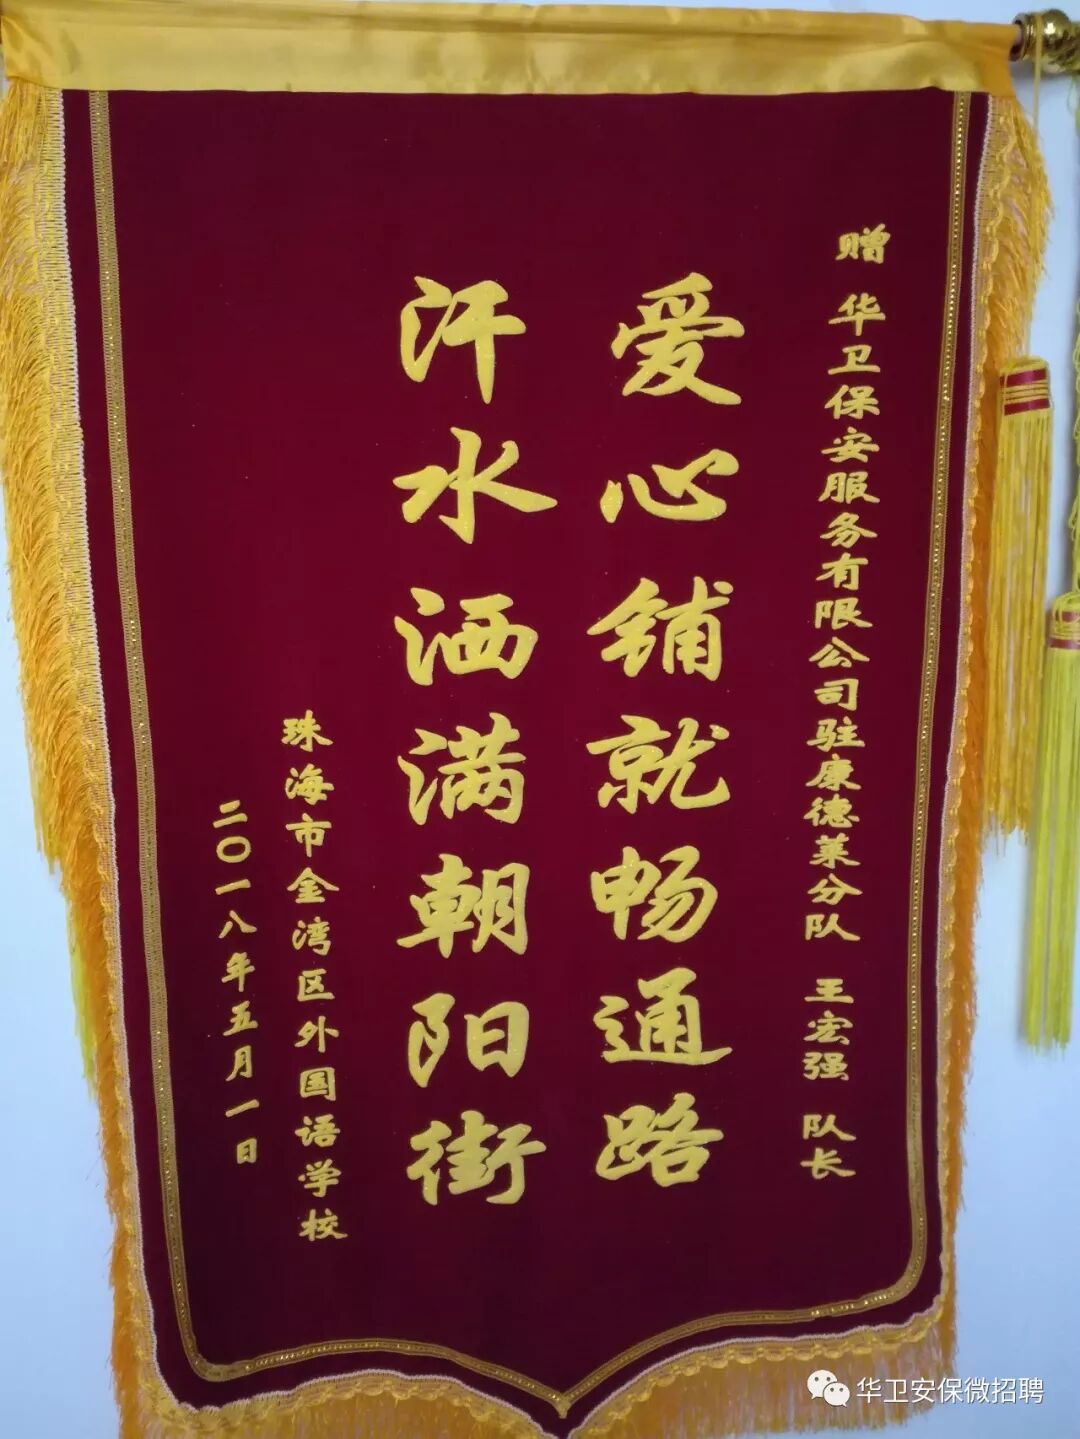 赠 华卫保安服务有限公司驻康德莱分队 王宏强 队长
爱心铺就畅通路
汗水洒满朝阳街
珠海市金湾区外国语学校
二〇一八年五月一日
华卫安保微招聘